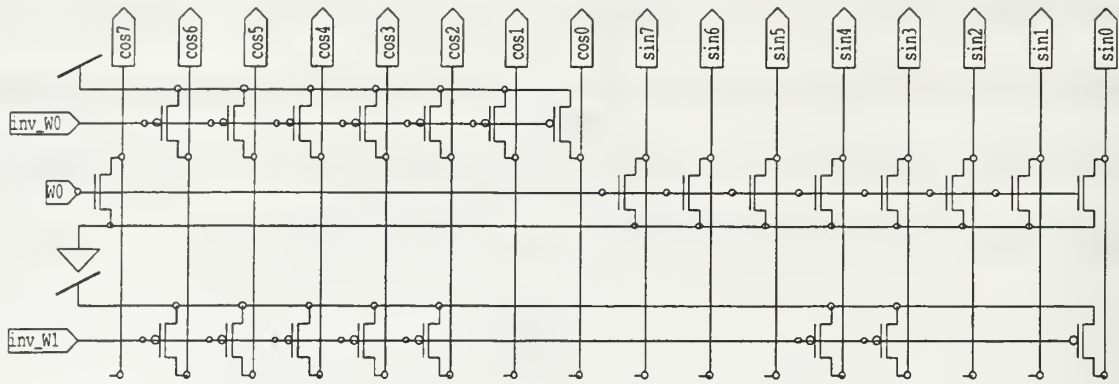 cos7
cos6
cos5
cos4
cos3
cos2
cos1
cos0
sin7
sin6
sin5
sin4
sin3
sin2
sin1
sin0
inv_W0
W0
inv_W1